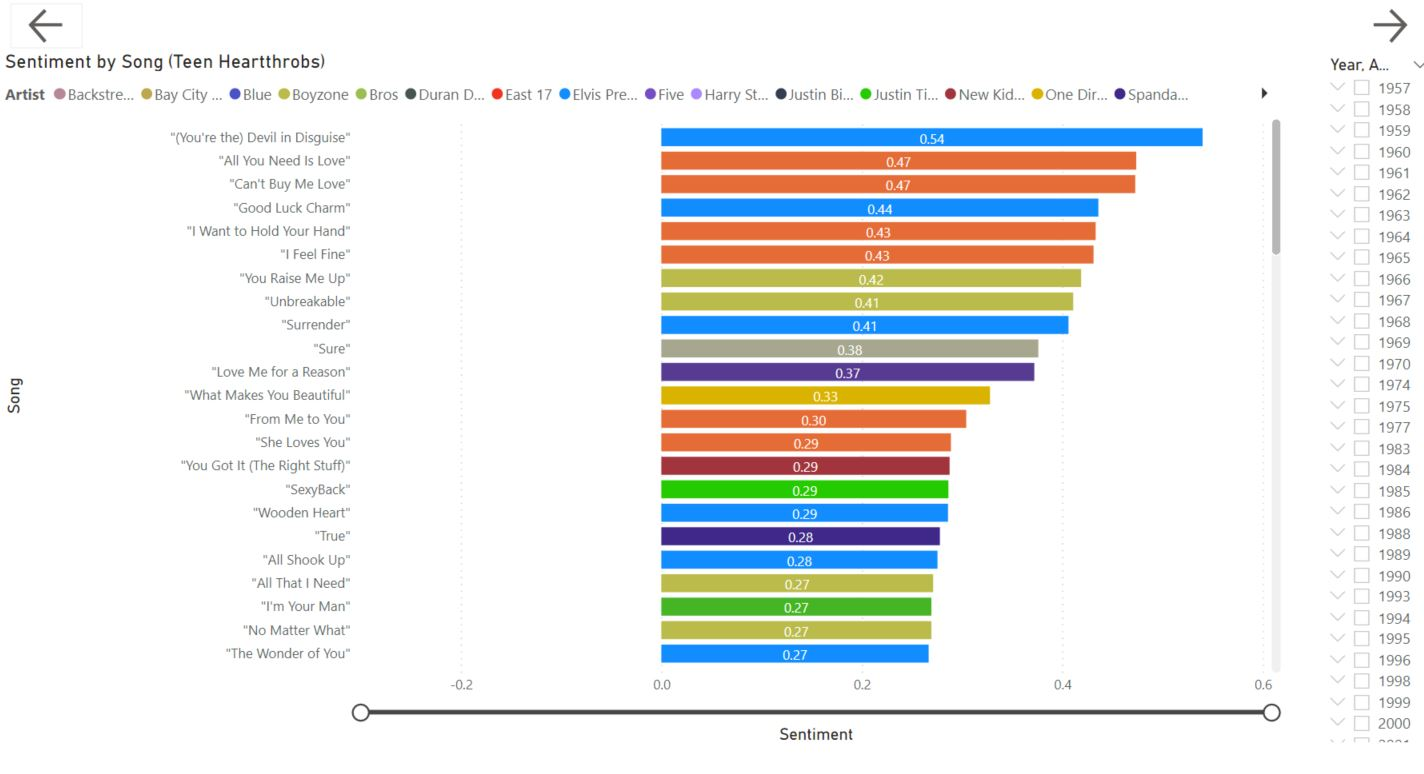 Sentiment by Song (Teen Heartthrobs)
Year, A...
Artist Backstre... Bay City ... Blue Boyzone Bros Duran D... East 17 Elvis Pre... Five Harry St... Justin Bi... Justin Ti... New Kid... One Dir... Spanda...
Song
"(You're the) Devil in Disguise" 0.54
"All You Need Is Love" 0.47
"Can't Buy Me Love" 0.47
"Good Luck Charm" 0.44
"I Want to Hold Your Hand" 0.43
"I Feel Fine" 0.43
"You Raise Me Up" 0.42
"Unbreakable" 0.41
"Surrender" 0.41
"Sure" 0.38
"Love Me for a Reason" 0.37
"What Makes You Beautiful" 0.33
"From Me to You" 0.30
"She Loves You" 0.29
"You Got It (The Right Stuff)" 0.29
"SexyBack" 0.29
"Wooden Heart" 0.29
"True" 0.28
"All Shook Up" 0.28
"All That I Need" 0.27
"I'm Your Man" 0.27
"No Matter What" 0.27
"The Wonder of You" 0.27
-0.2 0.0 0.2 0.4 0.6
Sentiment
1957
1958
1959
1960
1961
1962
1963
1964
1965
1966
1967
1968
1969
1970
1974
1975
1977
1983
1984
1985
1986
1988
1989
1990
1993
1994
1995
1996
1998
1999
2000